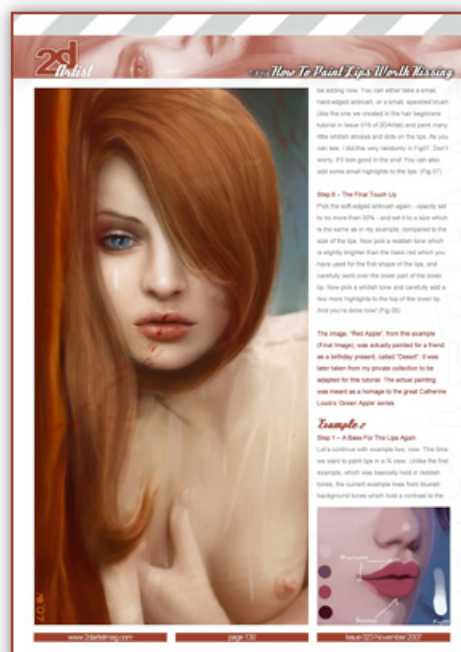 2d Artist
tutorial How To Paint Lips Worth Kissing
be adding now. You can either take a small,
hard-edged airbrush, or a small, speckled brush
(like the one we created in the hair beginners
tutorial in Issue 019 of 2DArtist) and paint many
little whitish strokes and dots on the lips. As you
can see, I did this very randomly in Fig07. Don't
worry, it'll look good in the end! You can also
add some small highlights to the lips. (Fig.07)
Step 8 – The Final Touch Up
Pick the soft-edged airbrush again - opacity set
to no more than 30% - and set it to a size which
is the same as in my example, compared to the
size of the lips. Now pick a reddish tone which
is slightly brighter than the basic red which you
have used for the first shape of the lips, and
carefully work over the lower part of the lower
lip. Now pick a whitish tone and carefully add a
few more highlights to the top of the lower lip.
And you're done now! (Fig.08)
The image, "Red Apple", from this example
(Final Image), was actually painted for a friend
as a birthday present, called "Desert". It was
later taken from my private collection to be
adapted for this tutorial. The actual painting
was meant as a homage to the great Catherine
Louis's 'Green Apple' series.
Example 2
Step 1 – A Base For The Lips Again
Let's continue with example two, now. This time
we want to paint lips in a ¾ view. Unlike the first
example, which was basically held in reddish
tones, the current example lives from blueish
background tones which hold a contrast to the
www.2dartistmag.com
page 130
Issue 023 November 2007